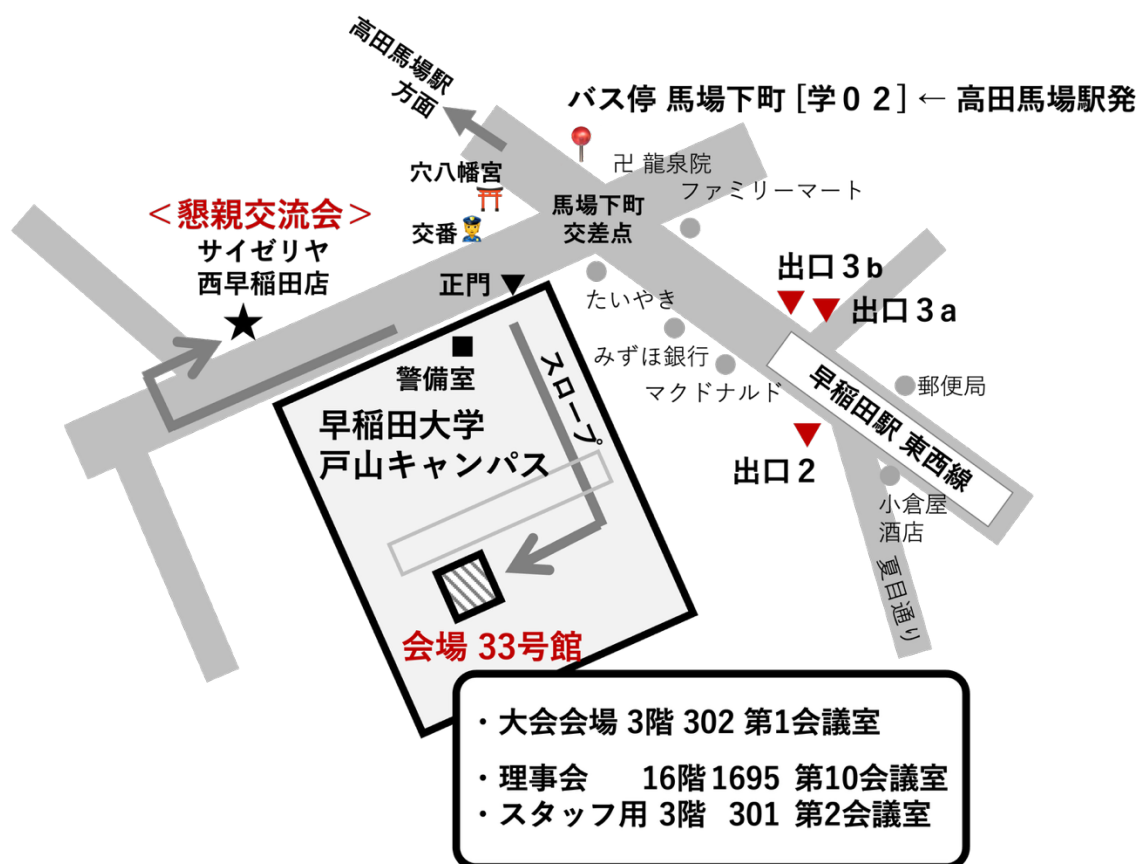 高田馬場駅
方面
バス停 馬場下町 [学０２] ← 高田馬場駅発
卍 龍泉院
穴八幡宮
ファミリーマート
＜懇親交流会＞
サイゼリヤ
西早稲田店
馬場下町
交差点
交番
正門
たいやき
出口３b
出口３a
みずほ銀行
マクドナルド
警備室
スロープ
早稲田駅 東西線
郵便局
早稲田大学
戸山キャンパス
出口２
小倉屋
酒店
夏目通り
会場 33号館
・大会会場 3階 302 第1会議室
・理事会 16階 1695 第10会議室
・スタッフ用 3階 301 第2会議室